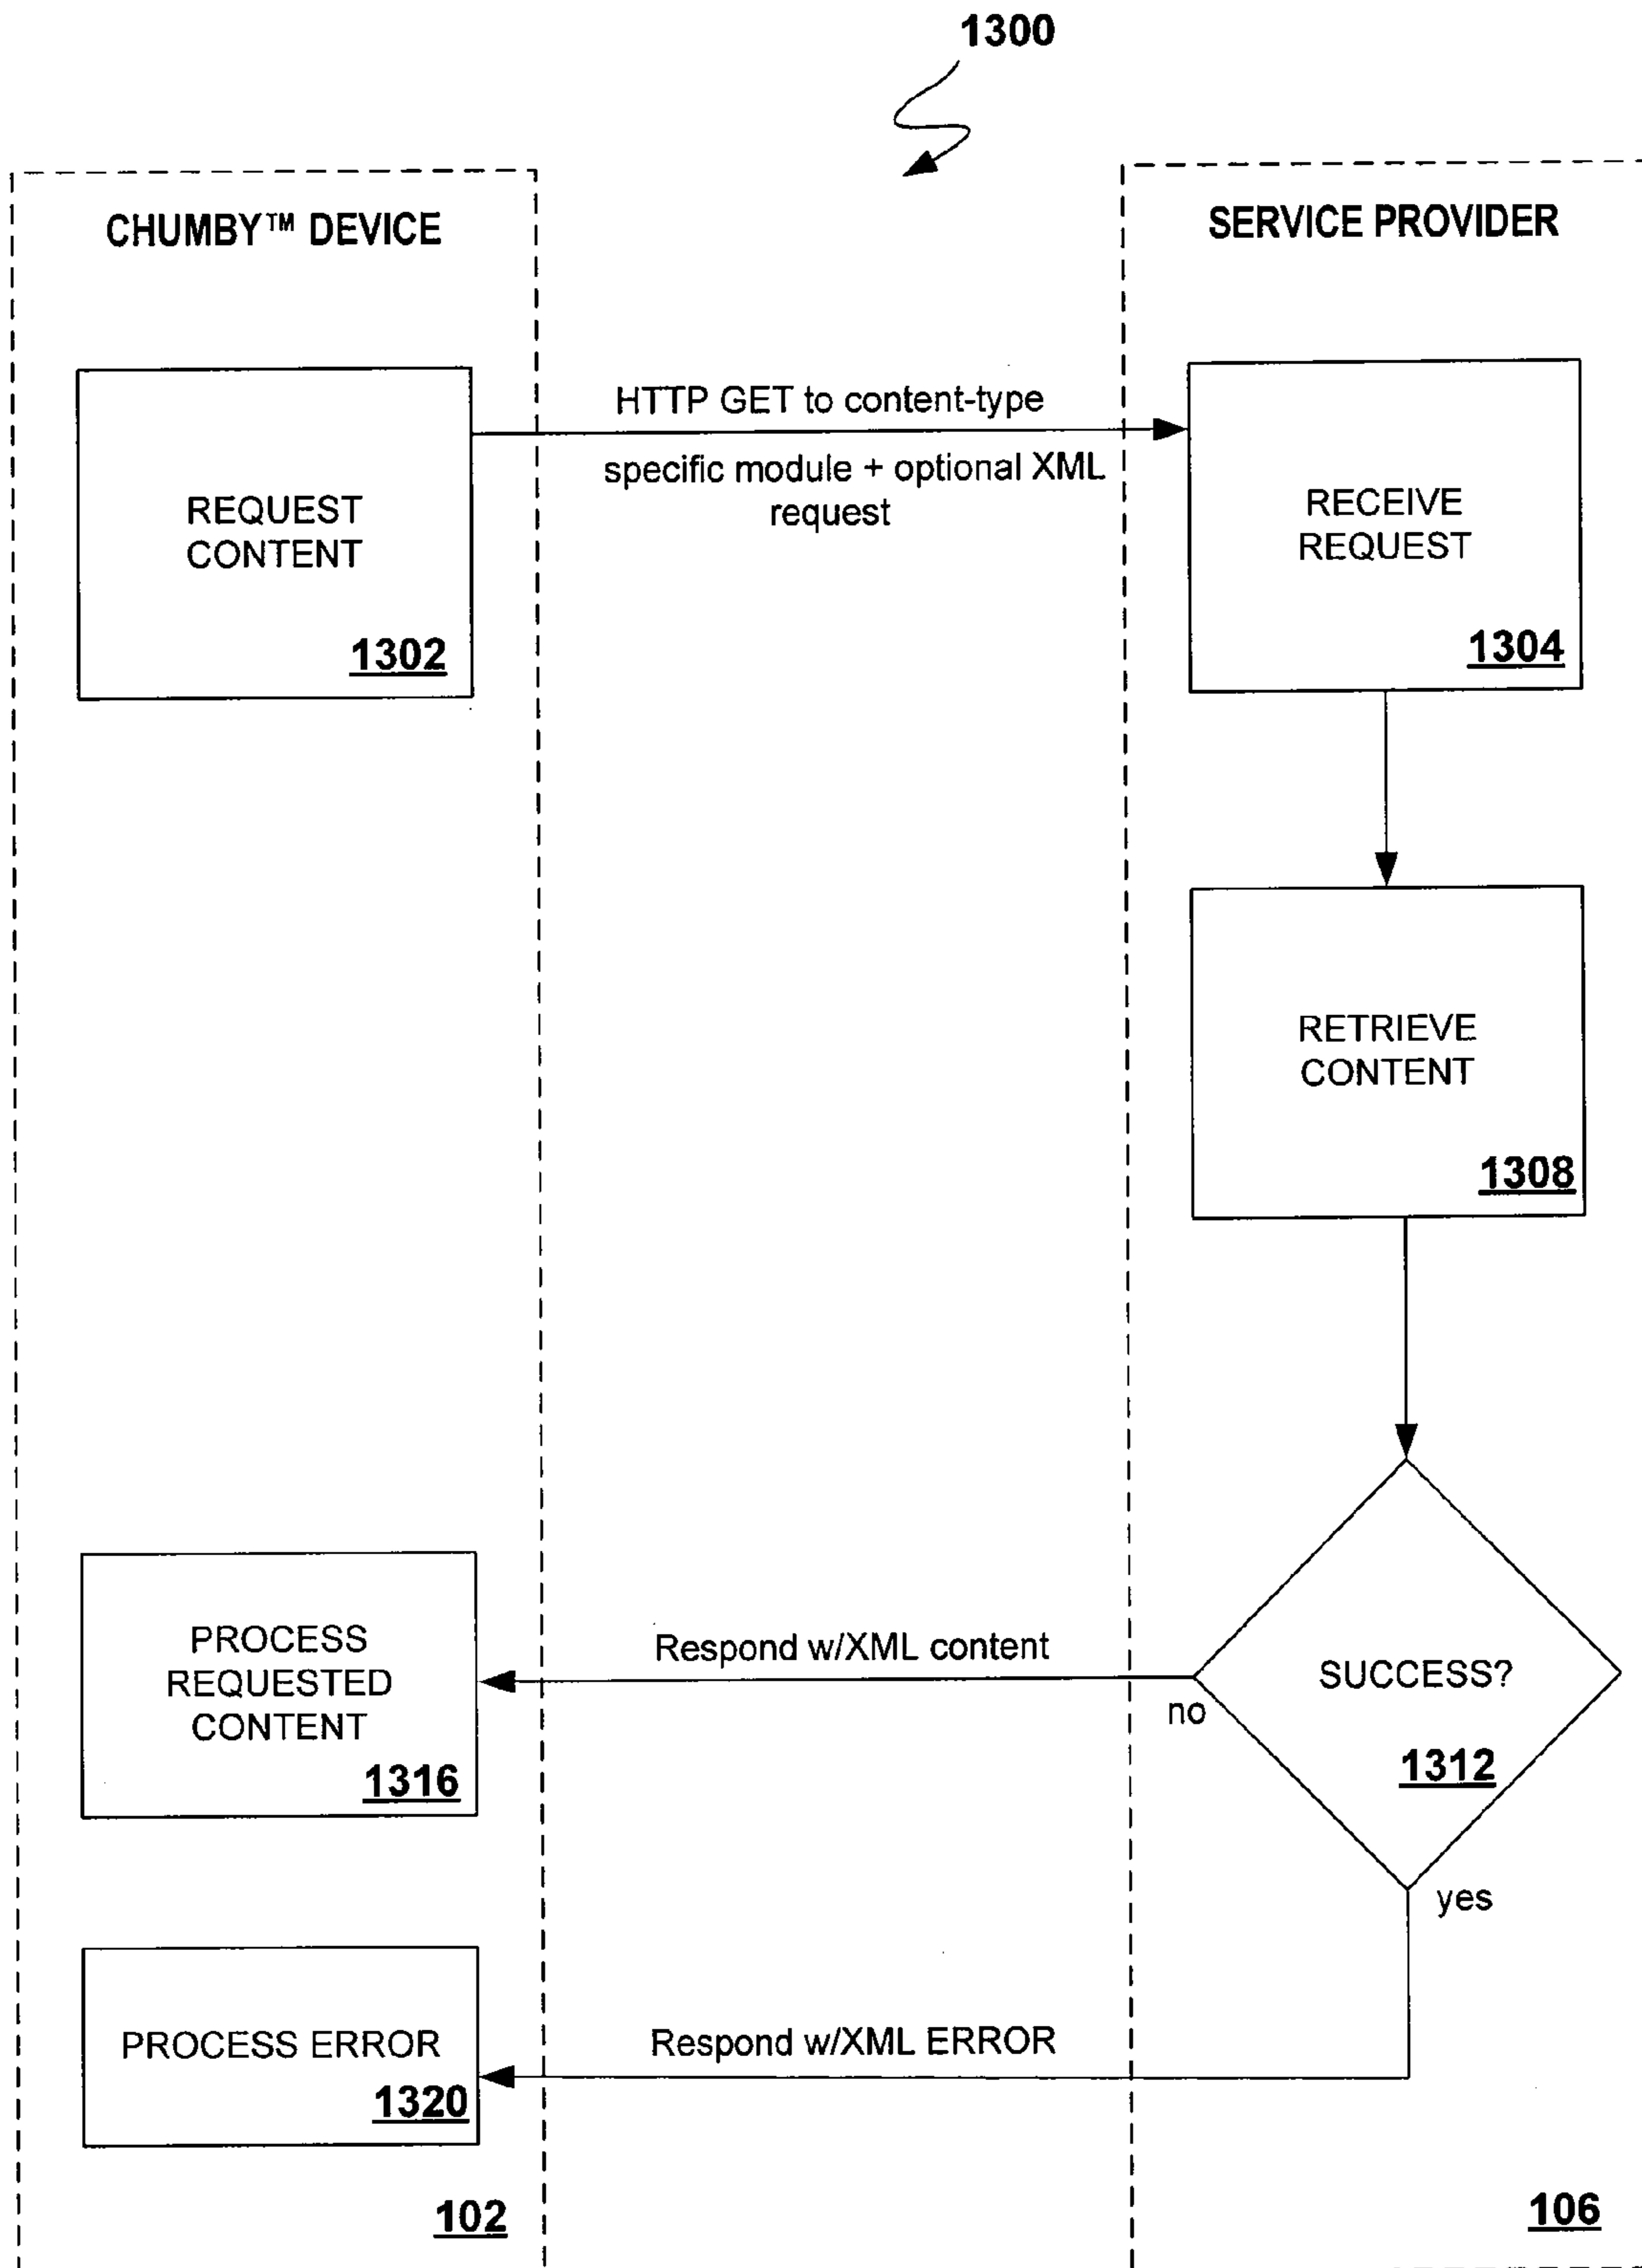 1300
CHUMBY™ DEVICE
SERVICE PROVIDER
REQUEST
CONTENT
1302
HTTP GET to content-type
specific module + optional XML
request
RECEIVE
REQUEST
1304
RETRIEVE
CONTENT
1308
SUCCESS?
1312
no
yes
Respond w/XML content
PROCESS
REQUESTED
CONTENT
1316
Respond w/XML ERROR
PROCESS ERROR
1320
102
106